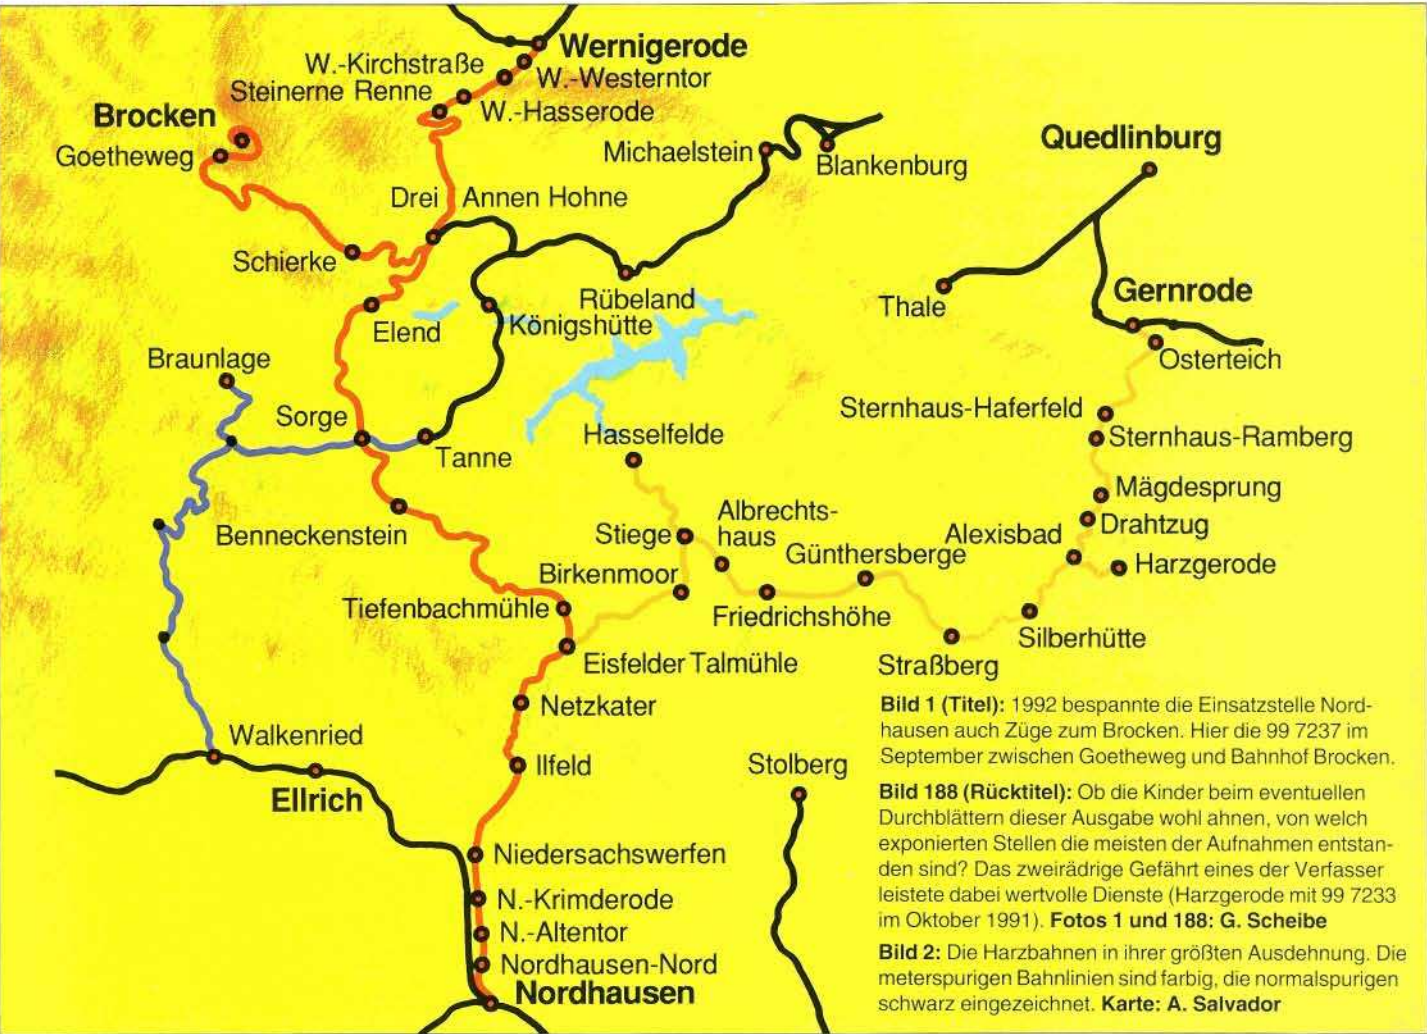 Wernigerode
W.-Kirchstraße
W.-Westerntor
Steinerne Renne
W.-Hasserode
Brocken
Goetheweg
Michaelstein
Blankenburg
Quedlinburg
Drei Annen Hohne
Schierke
Rübeland
Thale
Gernrode
Elend
Königshütte
Braunlage
Osterteich
Sorge
Sternhaus-Haferfeld
Hasselfelde
Sternhaus-Ramberg
Tanne
Mägdesprung
Albrechts-
haus
Drahtzug
Benneckenstein
Stiege
Alexisbad
Günthersberge
Harzgerode
Birkenmoor
Tiefenbachmühle
Friedrichshöhe
Silberhütte
Eisfelder Talmühle
Straßberg
Netzkater
Walkenried
Ilfeld
Stolberg
Ellrich
Niedersachswerfen
N.-Krimderode
N.-Altentor
Nordhausen-Nord
Nordhausen
Bild 1 (Titel): 1992 bespannte die Einsatzstelle Nord-
hausen auch Züge zum Brocken. Hier die 99 7237 im
September zwischen Goetheweg und Bahnhof Brocken.
Bild 188 (Rücktitel): Ob die Kinder beim eventuellen
Durchblättern dieser Ausgabe wohl ahnen, von welch
exponierten Stellen die meisten der Aufnahmen entstan-
den sind? Das zweirädrige Gefährt eines der Verfasser
leistete dabei wertvolle Dienste (Harzgerode mit 99 7233
im Oktober 1991). Fotos 1 und 188: G. Scheibe
Bild 2: Die Harzbahnen in ihrer größten Ausdehnung. Die
meterspurigen Bahnlinien sind farbig, die normalspurigen
schwarz eingezeichnet. Karte: A. Salvador